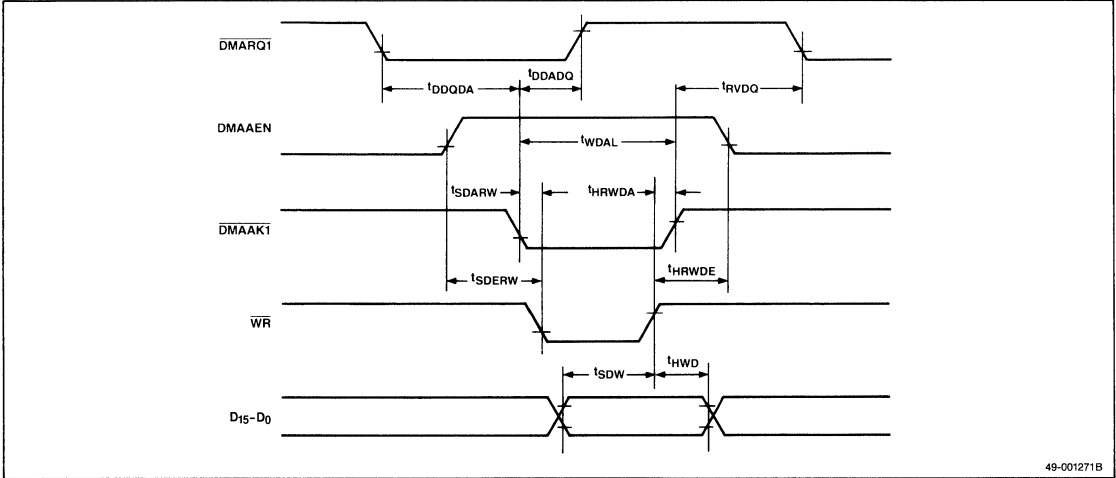 DMARQ1
tDDQDA
tDDADQ
tRVDQ
DMAAEN
tWDAL
tSDARW
tHRWDA
DMAAK1
tSDERW
tHRWDE
WR
tSDW
tHWD
D15-D0
49-001271B